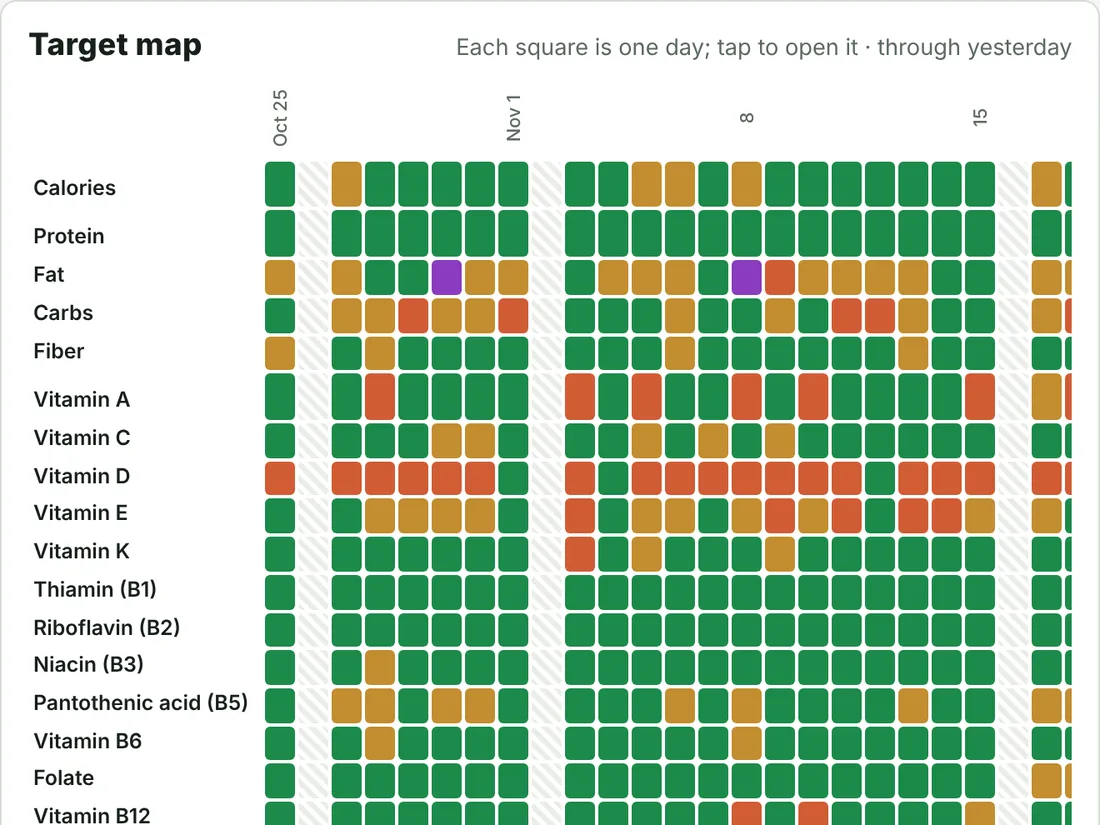 Target map
Each square is one day; tap to open it · through yesterday
Oct 25
Nov 1
8
15
Calories
Protein
Fat
Carbs
Fiber
Vitamin A
Vitamin C
Vitamin D
Vitamin E
Vitamin K
Thiamin (B1)
Riboflavin (B2)
Niacin (B3)
Pantothenic acid (B5)
Vitamin B6
Folate
Vitamin B12